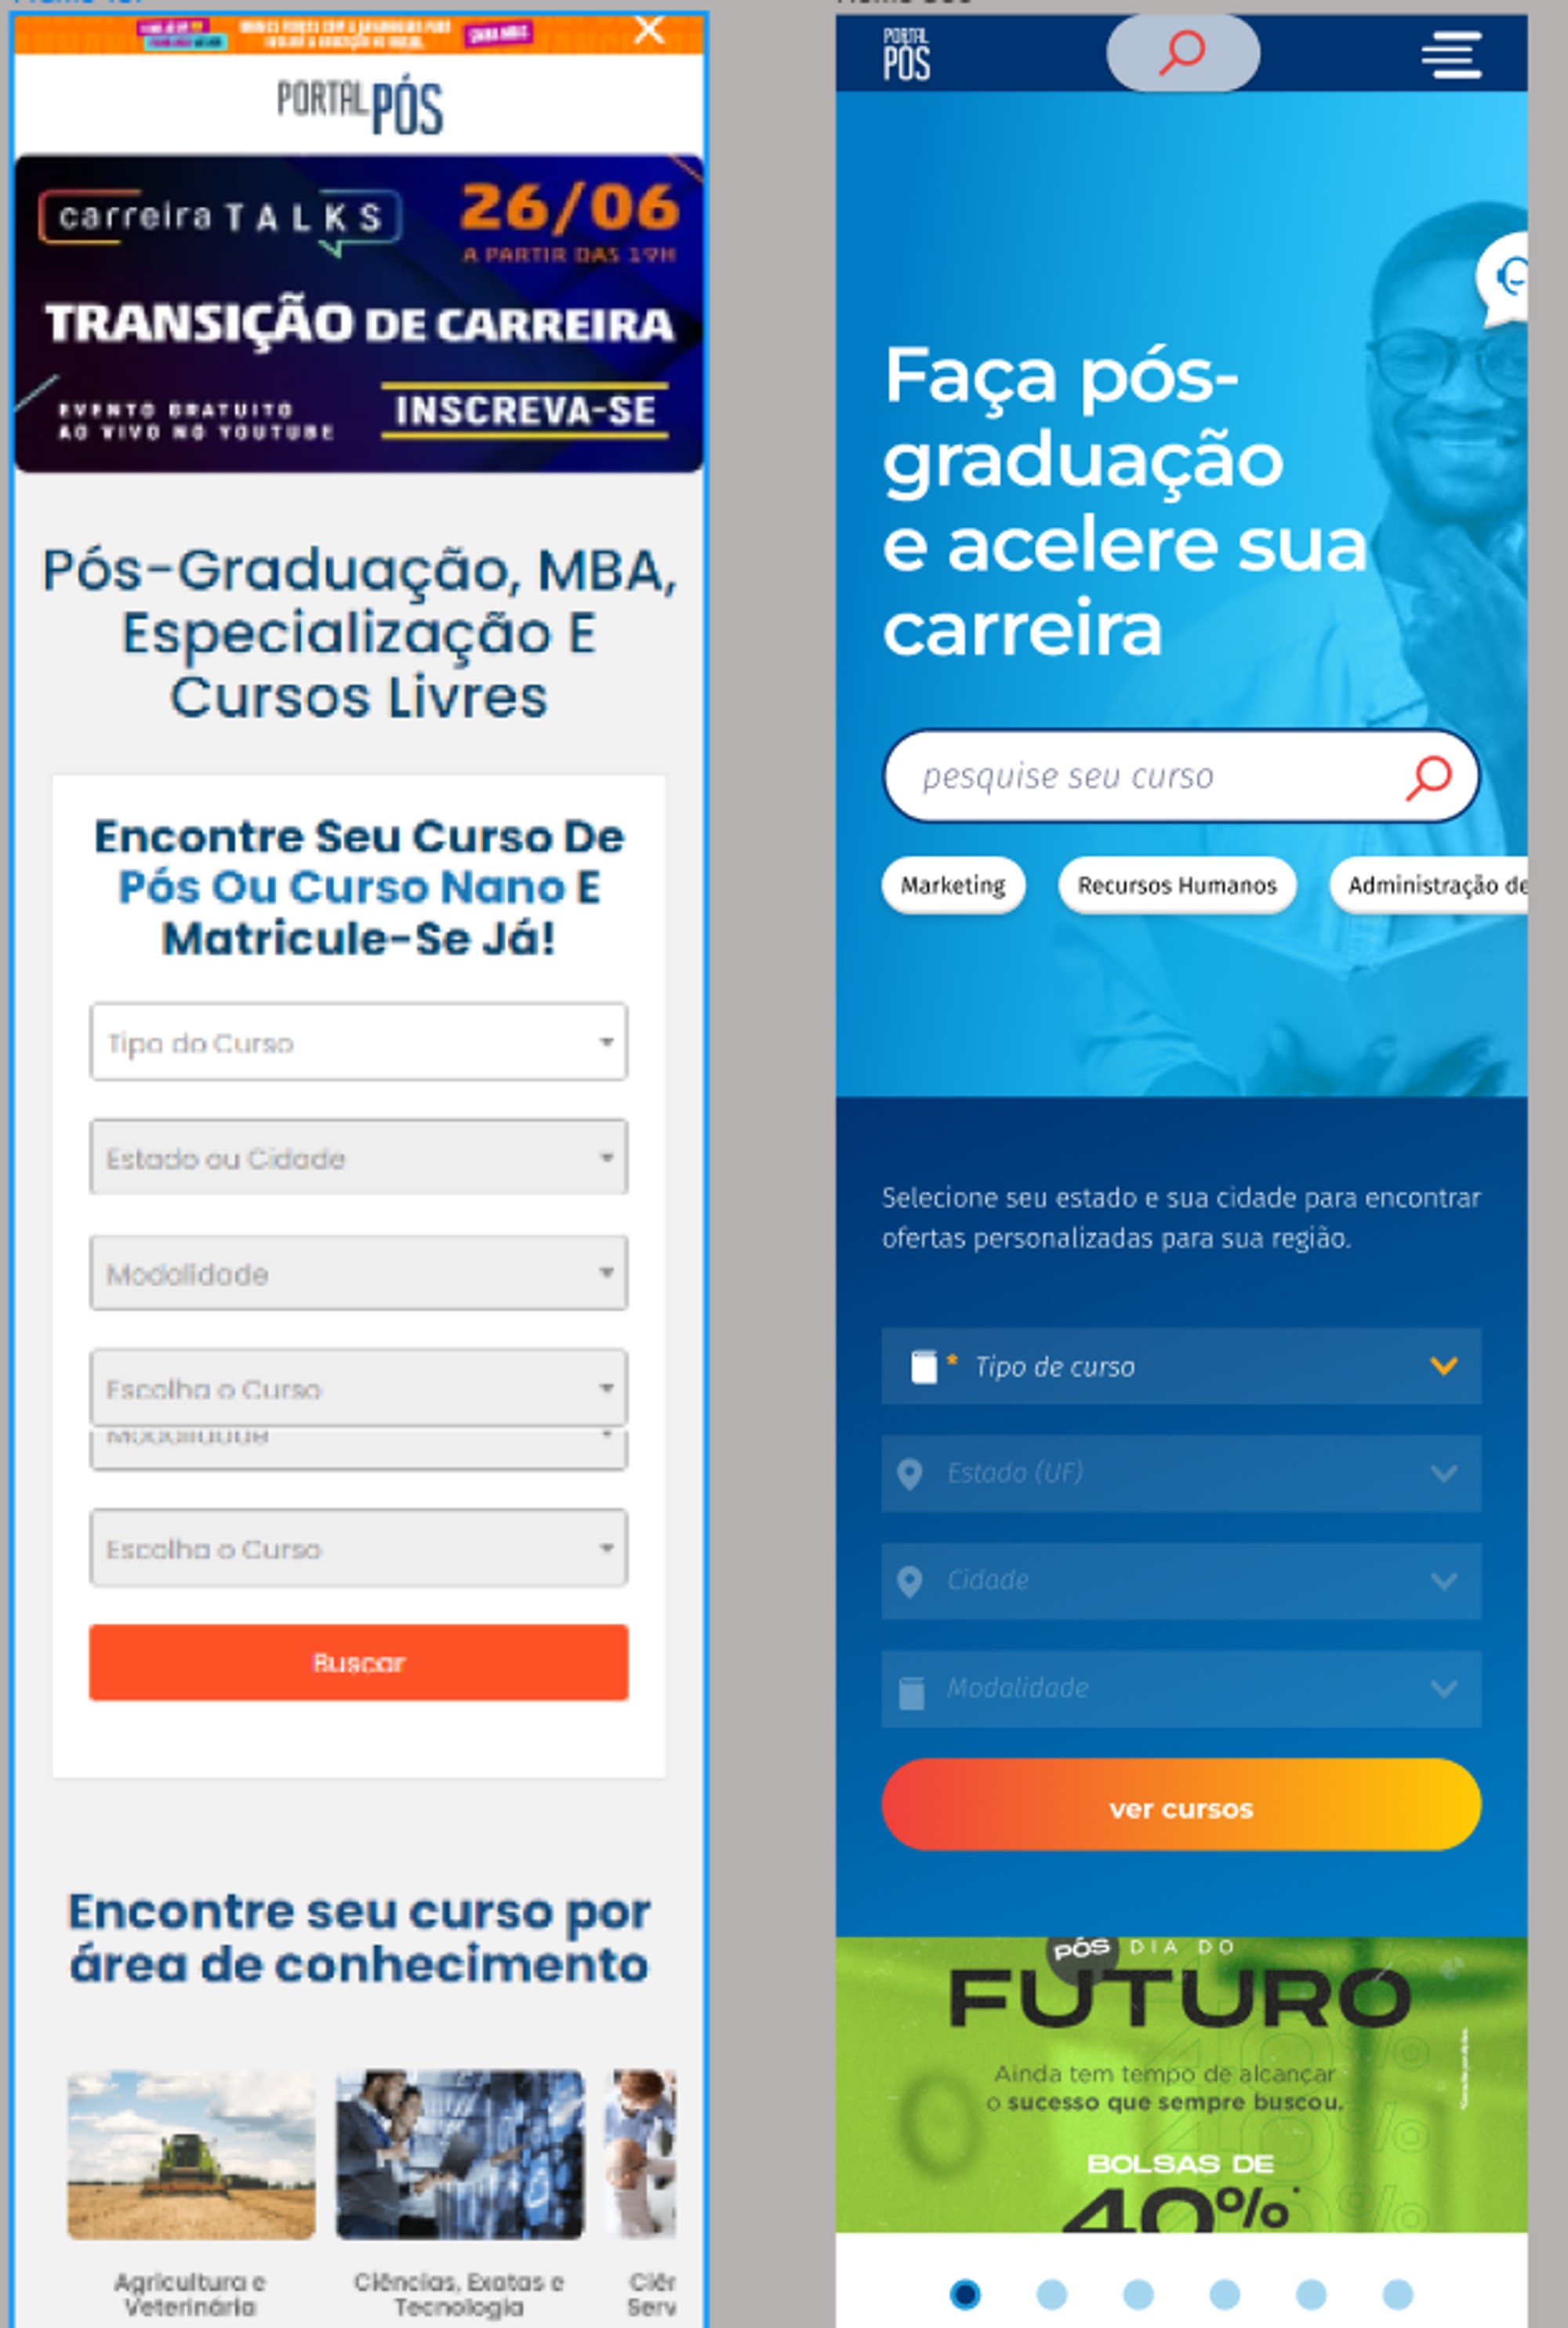 PORTAL PÓS
carreira TALKS
26/06
A PARTIR DAS 19H
TRANSIÇÃO DE CARREIRA
EVENTO GRATUITO
AO VIVO NO YOUTUBE
INSCREVA-SE
Pós-Graduação, MBA,
Especialização E
Cursos Livres
Encontre Seu Curso De
Pós Ou Curso Nano E
Matricule-Se Já!
Tipo do Curso
Estado ou Cidade
Modalidade
Escolha o Curso
Modalidade
Escolha o Curso
Buscar
Encontre seu curso por
área de conhecimento
Agricultura e
Veterinária
Ciências, Exatas e
Tecnologia
Ciên
Serv
PORTAL
PÓS
Faça pós-
graduação
e acelere sua
carreira
pesquise seu curso
Marketing
Recursos Humanos
Administração de
Selecione seu estado e sua cidade para encontrar
ofertas personalizadas para sua região.
* Tipo de curso
Estado (UF)
Cidade
Modalidade
ver cursos
PÓS DIA DO
FUTURO
Ainda tem tempo de alcançar
o sucesso que sempre buscou.
BOLSAS DE
40%*